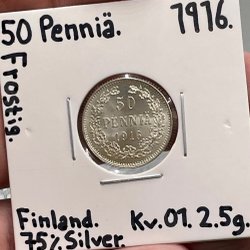 50 Penniä. 1916.
Frostig.
50
PENNIÄ
1916
Finland. Kv.01. 2.5g.
75% Silver.